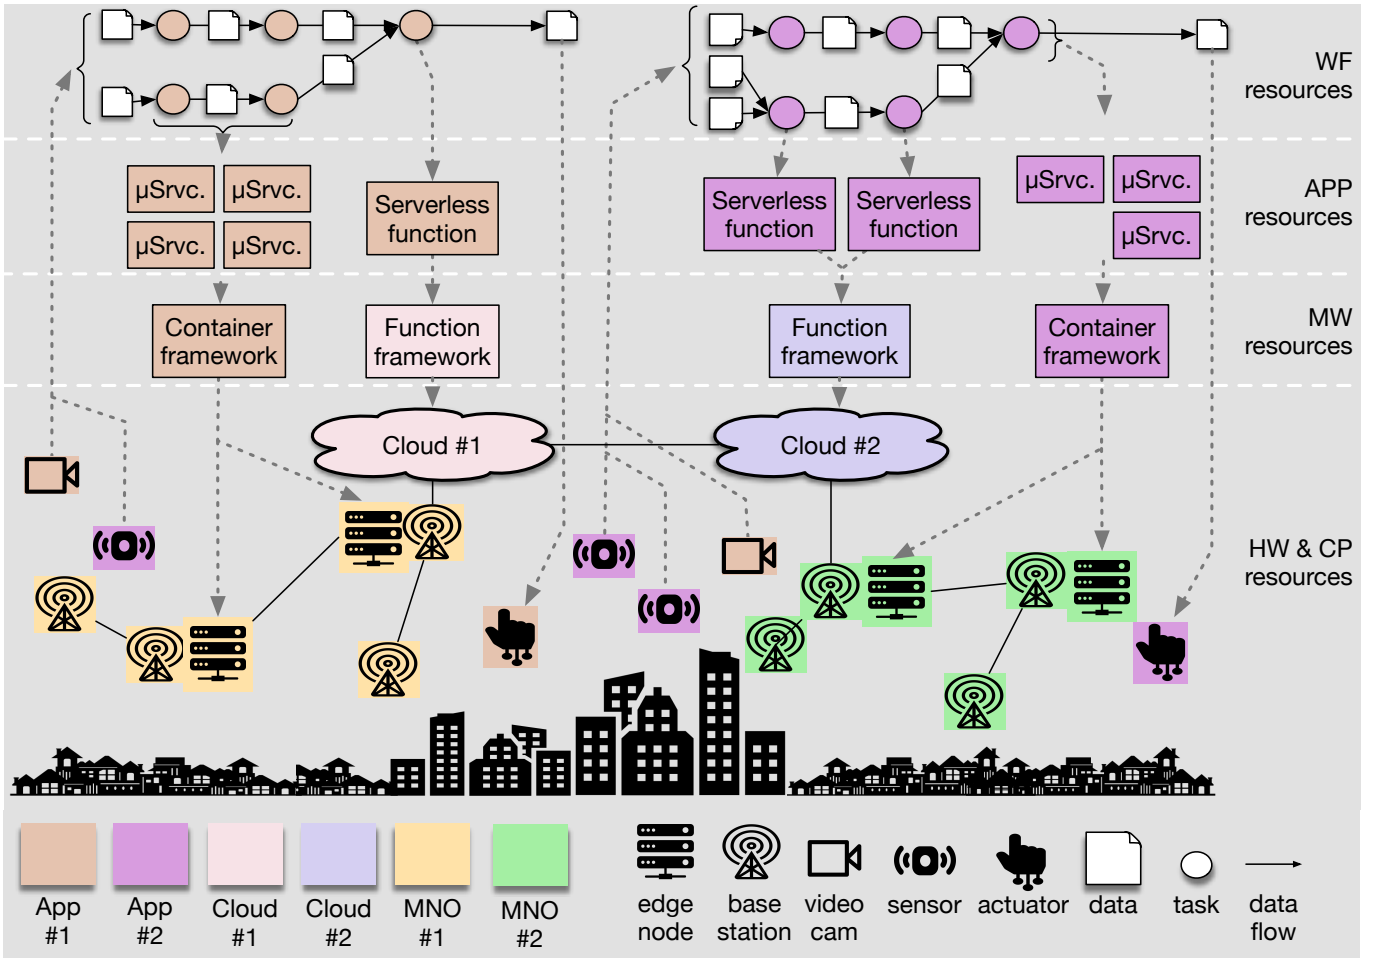 WF
resources
µSrvc.
µSrvc.
µSrvc.
µSrvc.
Serverless
function
Serverless
function
Serverless
function
µSrvc.
µSrvc.
µSrvc.
APP
resources
Container
framework
Function
framework
Function
framework
Container
framework
MW
resources
Cloud #1
Cloud #2
HW & CP
resources
App
#1
App
#2
Cloud
#1
Cloud
#2
MNO
#1
MNO
#2
edge
node
base
station
video
cam
sensor
actuator
data
task
data
flow